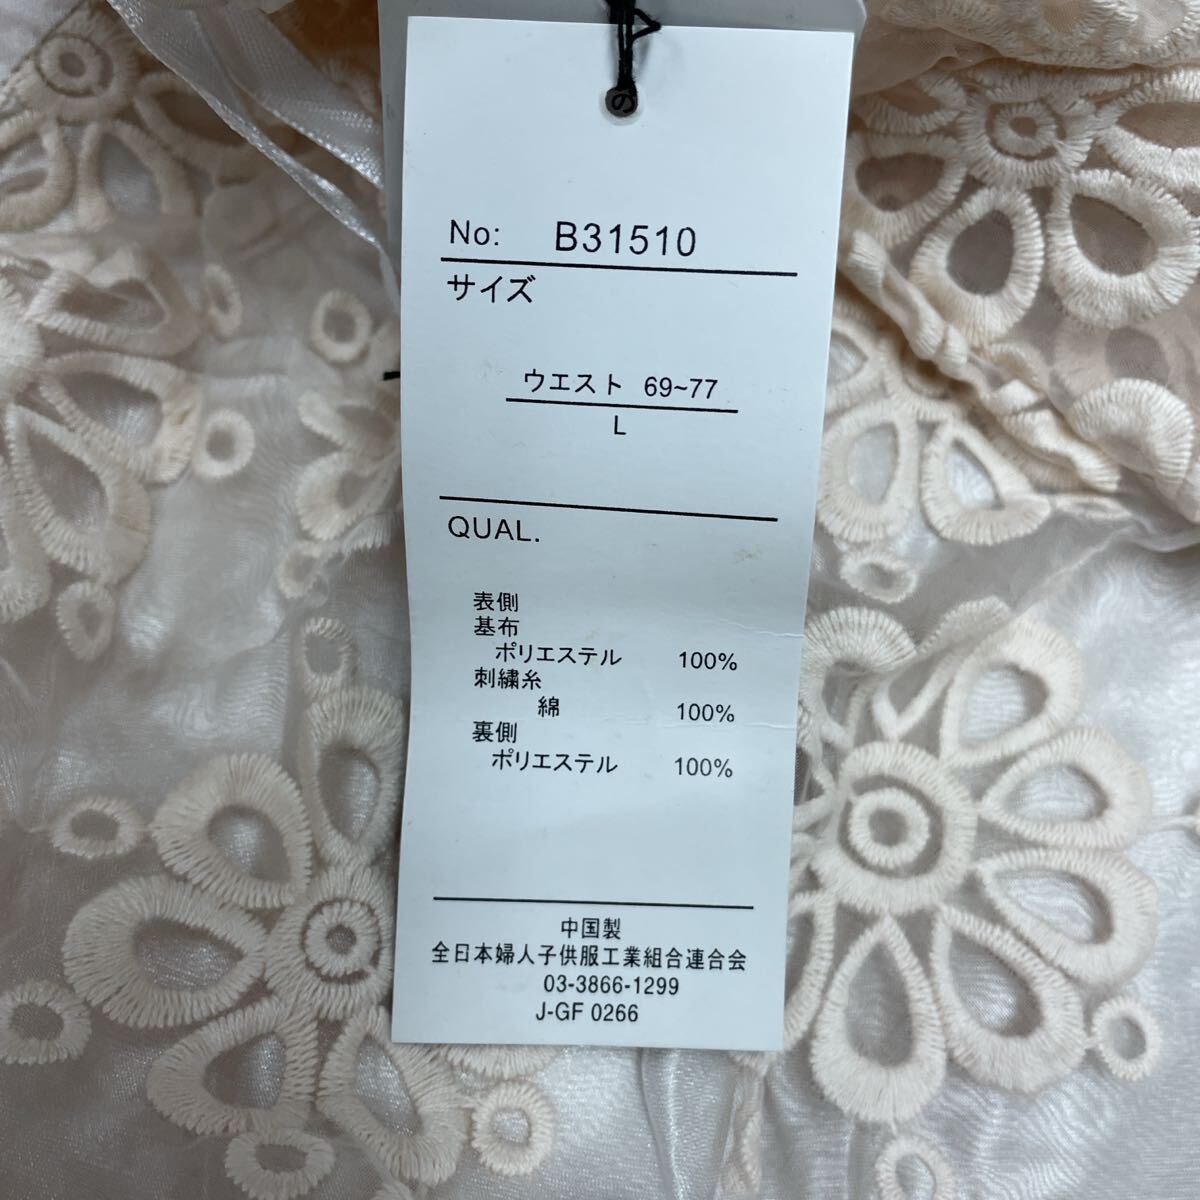 の
No: B31510
サイズ
ウエスト 69~77
L
QUAL.
表側
基布
ポリエステル 100%
刺繍糸
綿 100%
裏側
ポリエステル 100%
中国製
全日本婦人子供服工業組合連合会
03-3866-1299
J-GF 0266